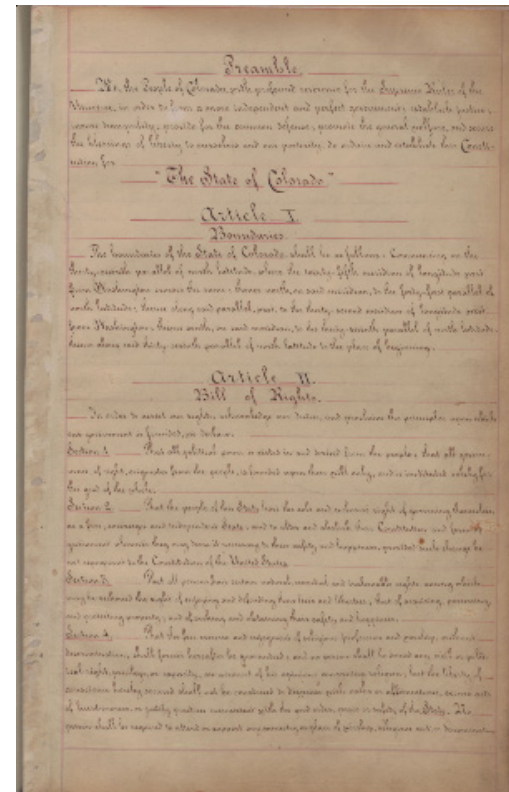 Preamble.
We, the People of Colorado, with profound reverence for the Supreme Ruler of the
Universe, in order to form a more independent and perfect government; establish justice;
insure tranquility; provide for the common defense; promote the general welfare, and secure
the blessings of liberty to ourselves and our posterity, do ordain and establish this Consti-
tution for
"The State of Colorado"
Article I.
Boundaries
The boundaries of the State of Colorado shall be as follows: Commencing on the
thirty-seventh parallel of north latitude, where the twenty-fifth meridian of longitude west
from Washington crosses the same; thence north, on said meridian, to the forty-first parallel of
north latitude; thence along said parallel, west, to the thirty-second meridian of longitude west
from Washington; thence south, on said meridian, to the thirty-seventh parallel of north latitude;
thence along said thirty-seventh parallel of north latitude to the place of beginning.
Article II.
Bill of Rights.
In order to assert our rights, acknowledge our duties, and proclaim the principles upon which
our government is founded, we declare:
Section 1. That all political power is vested in and derived from the people; that all govern-
ment, of right, originates from the people, is founded upon their will only, and is instituted solely for
the good of the whole.
Section 2. That the people of this State have the sole and exclusive right of governing themselves,
as a free, sovereign and independent State; and to alter and abolish their Constitution and form of
government whenever they may deem it necessary to their safety and happiness, provided such change be
not repugnant to the Constitution of the United States.
Section 3. That all persons have certain natural, essential and inalienable rights, among which
may be reckoned the right of enjoying and defending their lives and liberties; that of acquiring, possessing
and protecting property; and of seeking and obtaining their safety and happiness.
Section 4. That the free exercise and enjoyment of religious profession and worship, without
discrimination, shall forever hereafter be guaranteed; and no person shall be denied any civil or polit-
ical right, privilege, or capacity, on account of his opinions concerning religion; but the liberty of
conscience hereby secured shall not be construed to dispense with oaths or affirmations, excuse acts
of licentiousness, or justify practices inconsistent with the good order, peace or safety of the State. No
person shall be required to attend or support any ministry or place of worship, religious sect or denomination